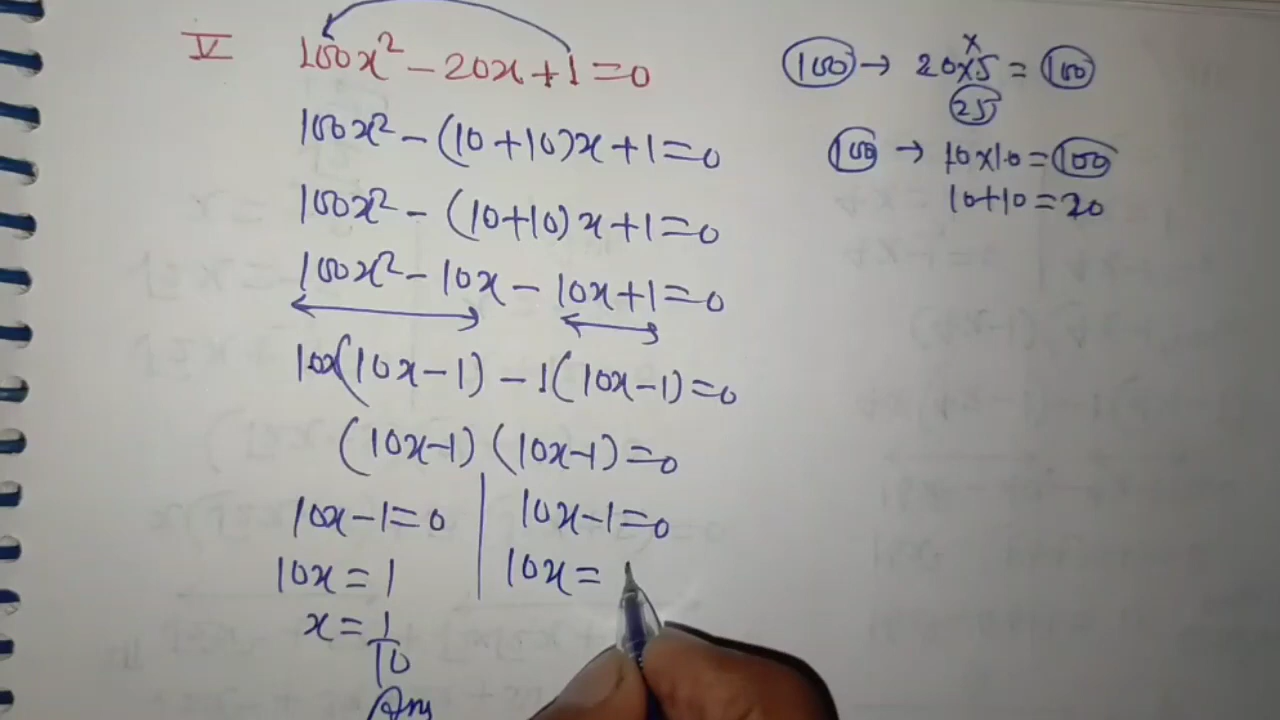 V 100x² - 20x + 1 = 0
100x² - (10 + 10)x + 1 = 0
100x² - (10+10)x + 1 = 0
100x² - 10x - 10x + 1 = 0
10x(10x - 1) - 1(10x - 1) = 0
(10x - 1) (10x - 1) = 0
10x - 1 = 0
10x = 1
x = 1/10
Ans
10x - 1 = 0
10x =
100 → 20 x 5 = 100
x
25
100 → 10 x 10 = 100
10 + 10 = 20